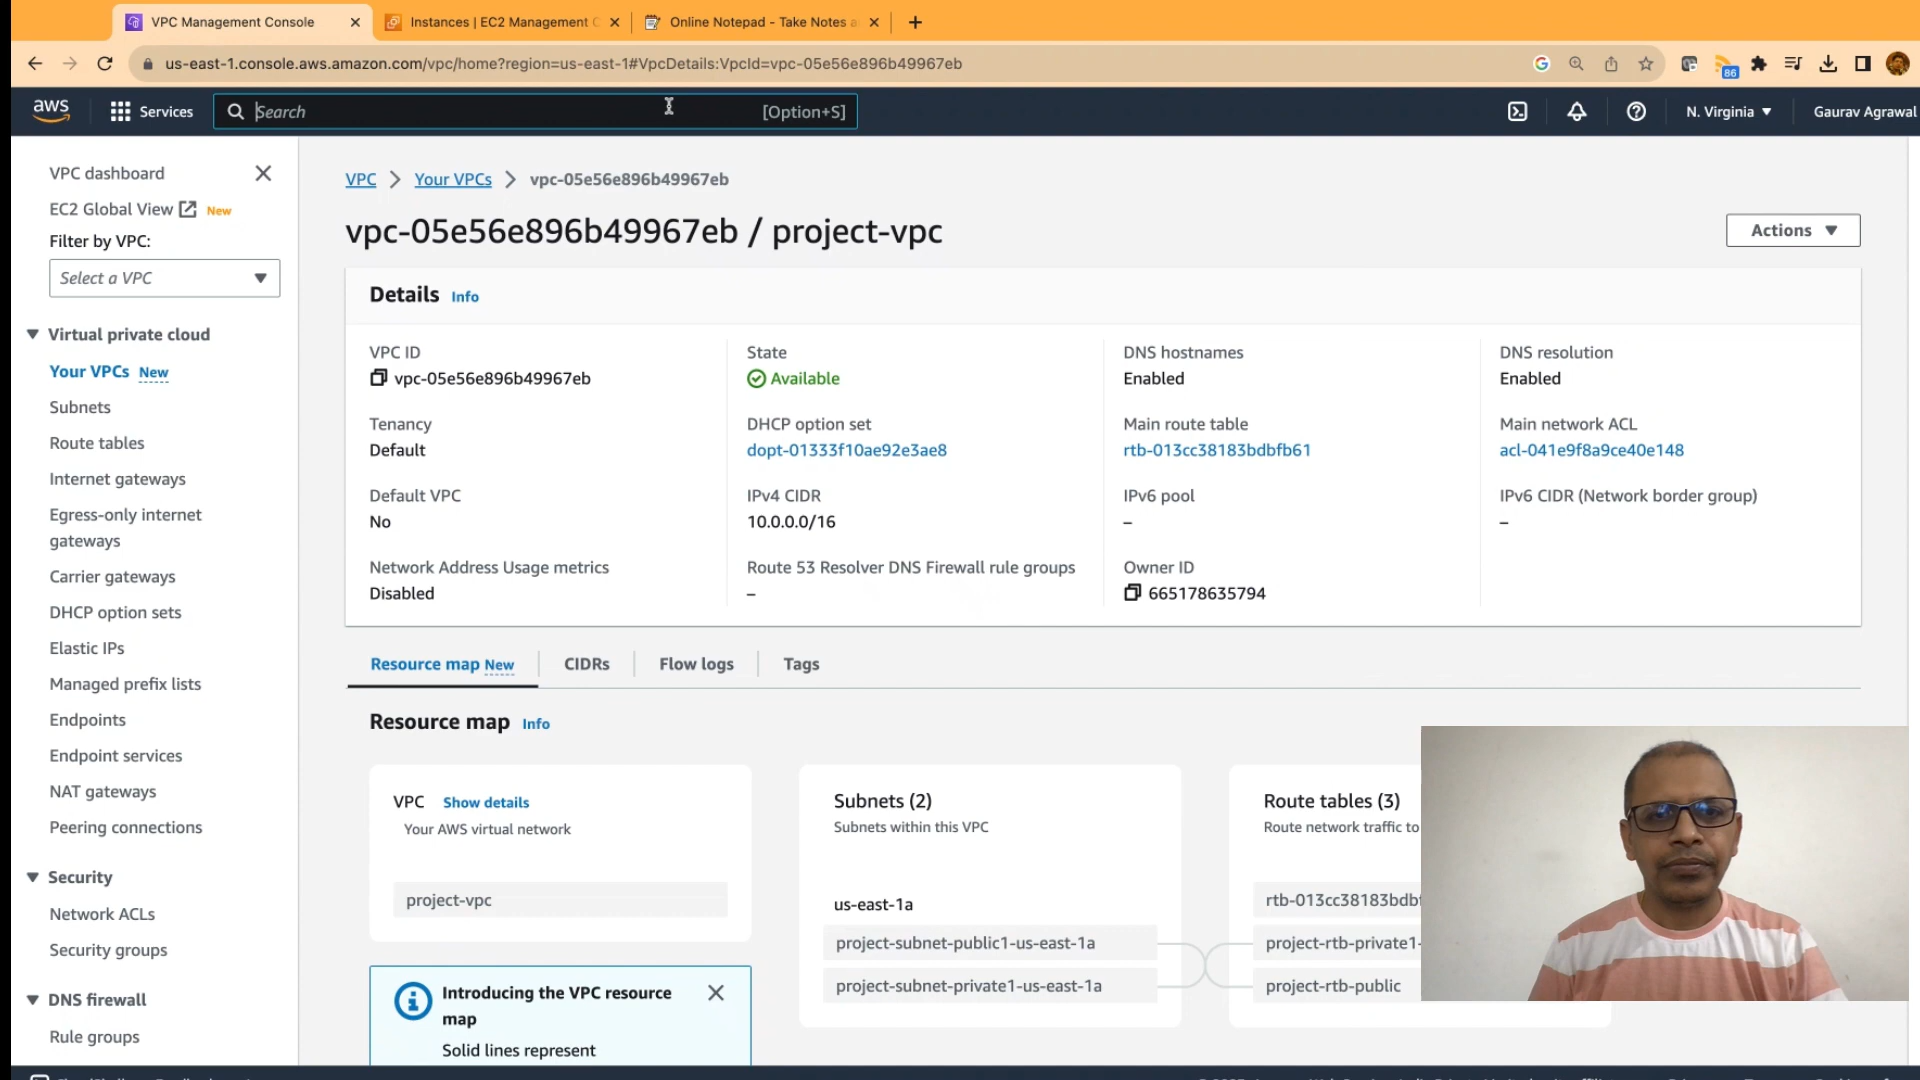 VPC Management Console
Instances | EC2 Management C
Online Notepad - Take Notes a
us-east-1.console.aws.amazon.com/vpc/home?region=us-east-1#VpcDetails:VpcId=vpc-05e56e896b49967eb
86
aws
Services
Search
[Option+S]
N. Virginia
Gaurav Agrawal
VPC dashboard
EC2 Global View New
Filter by VPC:
Select a VPC
Virtual private cloud
Your VPCs New
Subnets
Route tables
Internet gateways
Egress-only internet
gateways
Carrier gateways
DHCP option sets
Elastic IPs
Managed prefix lists
Endpoints
Endpoint services
NAT gateways
Peering connections
Security
Network ACLs
Security groups
DNS firewall
Rule groups
VPC > Your VPCs > vpc-05e56e896b49967eb
vpc-05e56e896b49967eb / project-vpc
Actions
Details Info
VPC ID
vpc-05e56e896b49967eb
State
Available
DNS hostnames
Enabled
DNS resolution
Enabled
Tenancy
Default
DHCP option set
dopt-01333f10ae92e3ae8
Main route table
rtb-013cc38183bdbfb61
Main network ACL
acl-041e9f8a9ce40e148
Default VPC
No
IPv4 CIDR
10.0.0.0/16
IPv6 pool
–
IPv6 CIDR (Network border group)
–
Network Address Usage metrics
Disabled
Route 53 Resolver DNS Firewall rule groups
–
Owner ID
665178635794
Resource map New
CIDRs
Flow logs
Tags
Resource map Info
VPC Show details
Your AWS virtual network
project-vpc
Introducing the VPC resource
map
Solid lines represent
Subnets (2)
Subnets within this VPC
us-east-1a
project-subnet-public1-us-east-1a
project-subnet-private1-us-east-1a
Route tables (3)
Route network traffic to
rtb-013cc38183bdbf
project-rtb-private1-
project-rtb-public